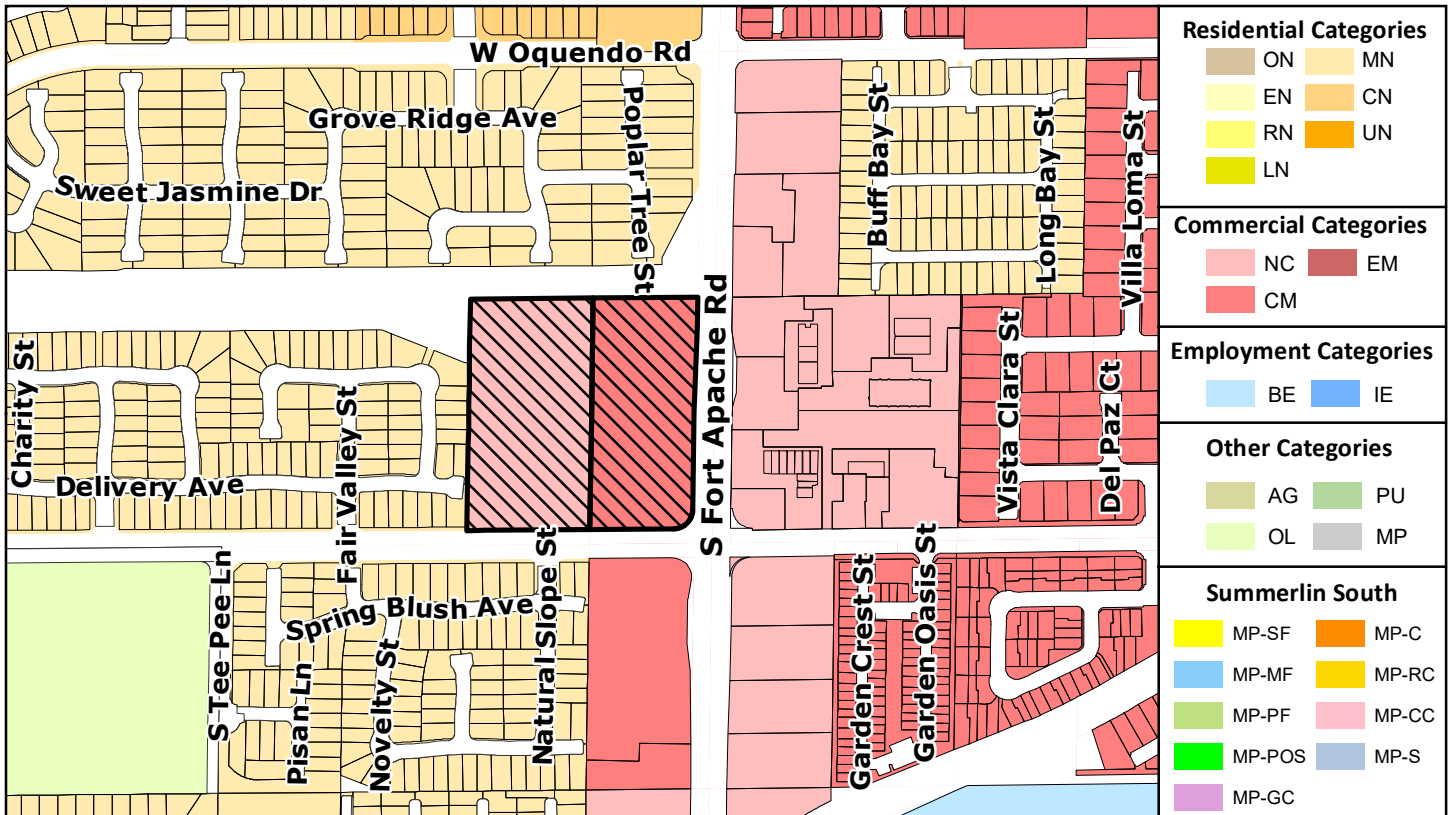 W Oquendo Rd
Grove Ridge Ave
Poplar Tree St
Sweet Jasmine Dr
Buff Bay St
Long Bay St
Villa Loma St
S Fort Apache Rd
Charity St
Fair Valley St
Delivery Ave
Vista Clara St
Del Paz Ct
S Tee Pee Ln
Spring Blush Ave
Pisan Ln
Novelty St
Natural Slope St
Garden Crest St
Garden Oasis St
Residential Categories
ON MN
EN CN
RN UN
LN
Commercial Categories
NC EM
CM
Employment Categories
BE IE
Other Categories
AG PU
OL MP
Summerlin South
MP-SF MP-C
MP-MF MP-RC
MP-PF MP-CC
MP-POS MP-S
MP-GC